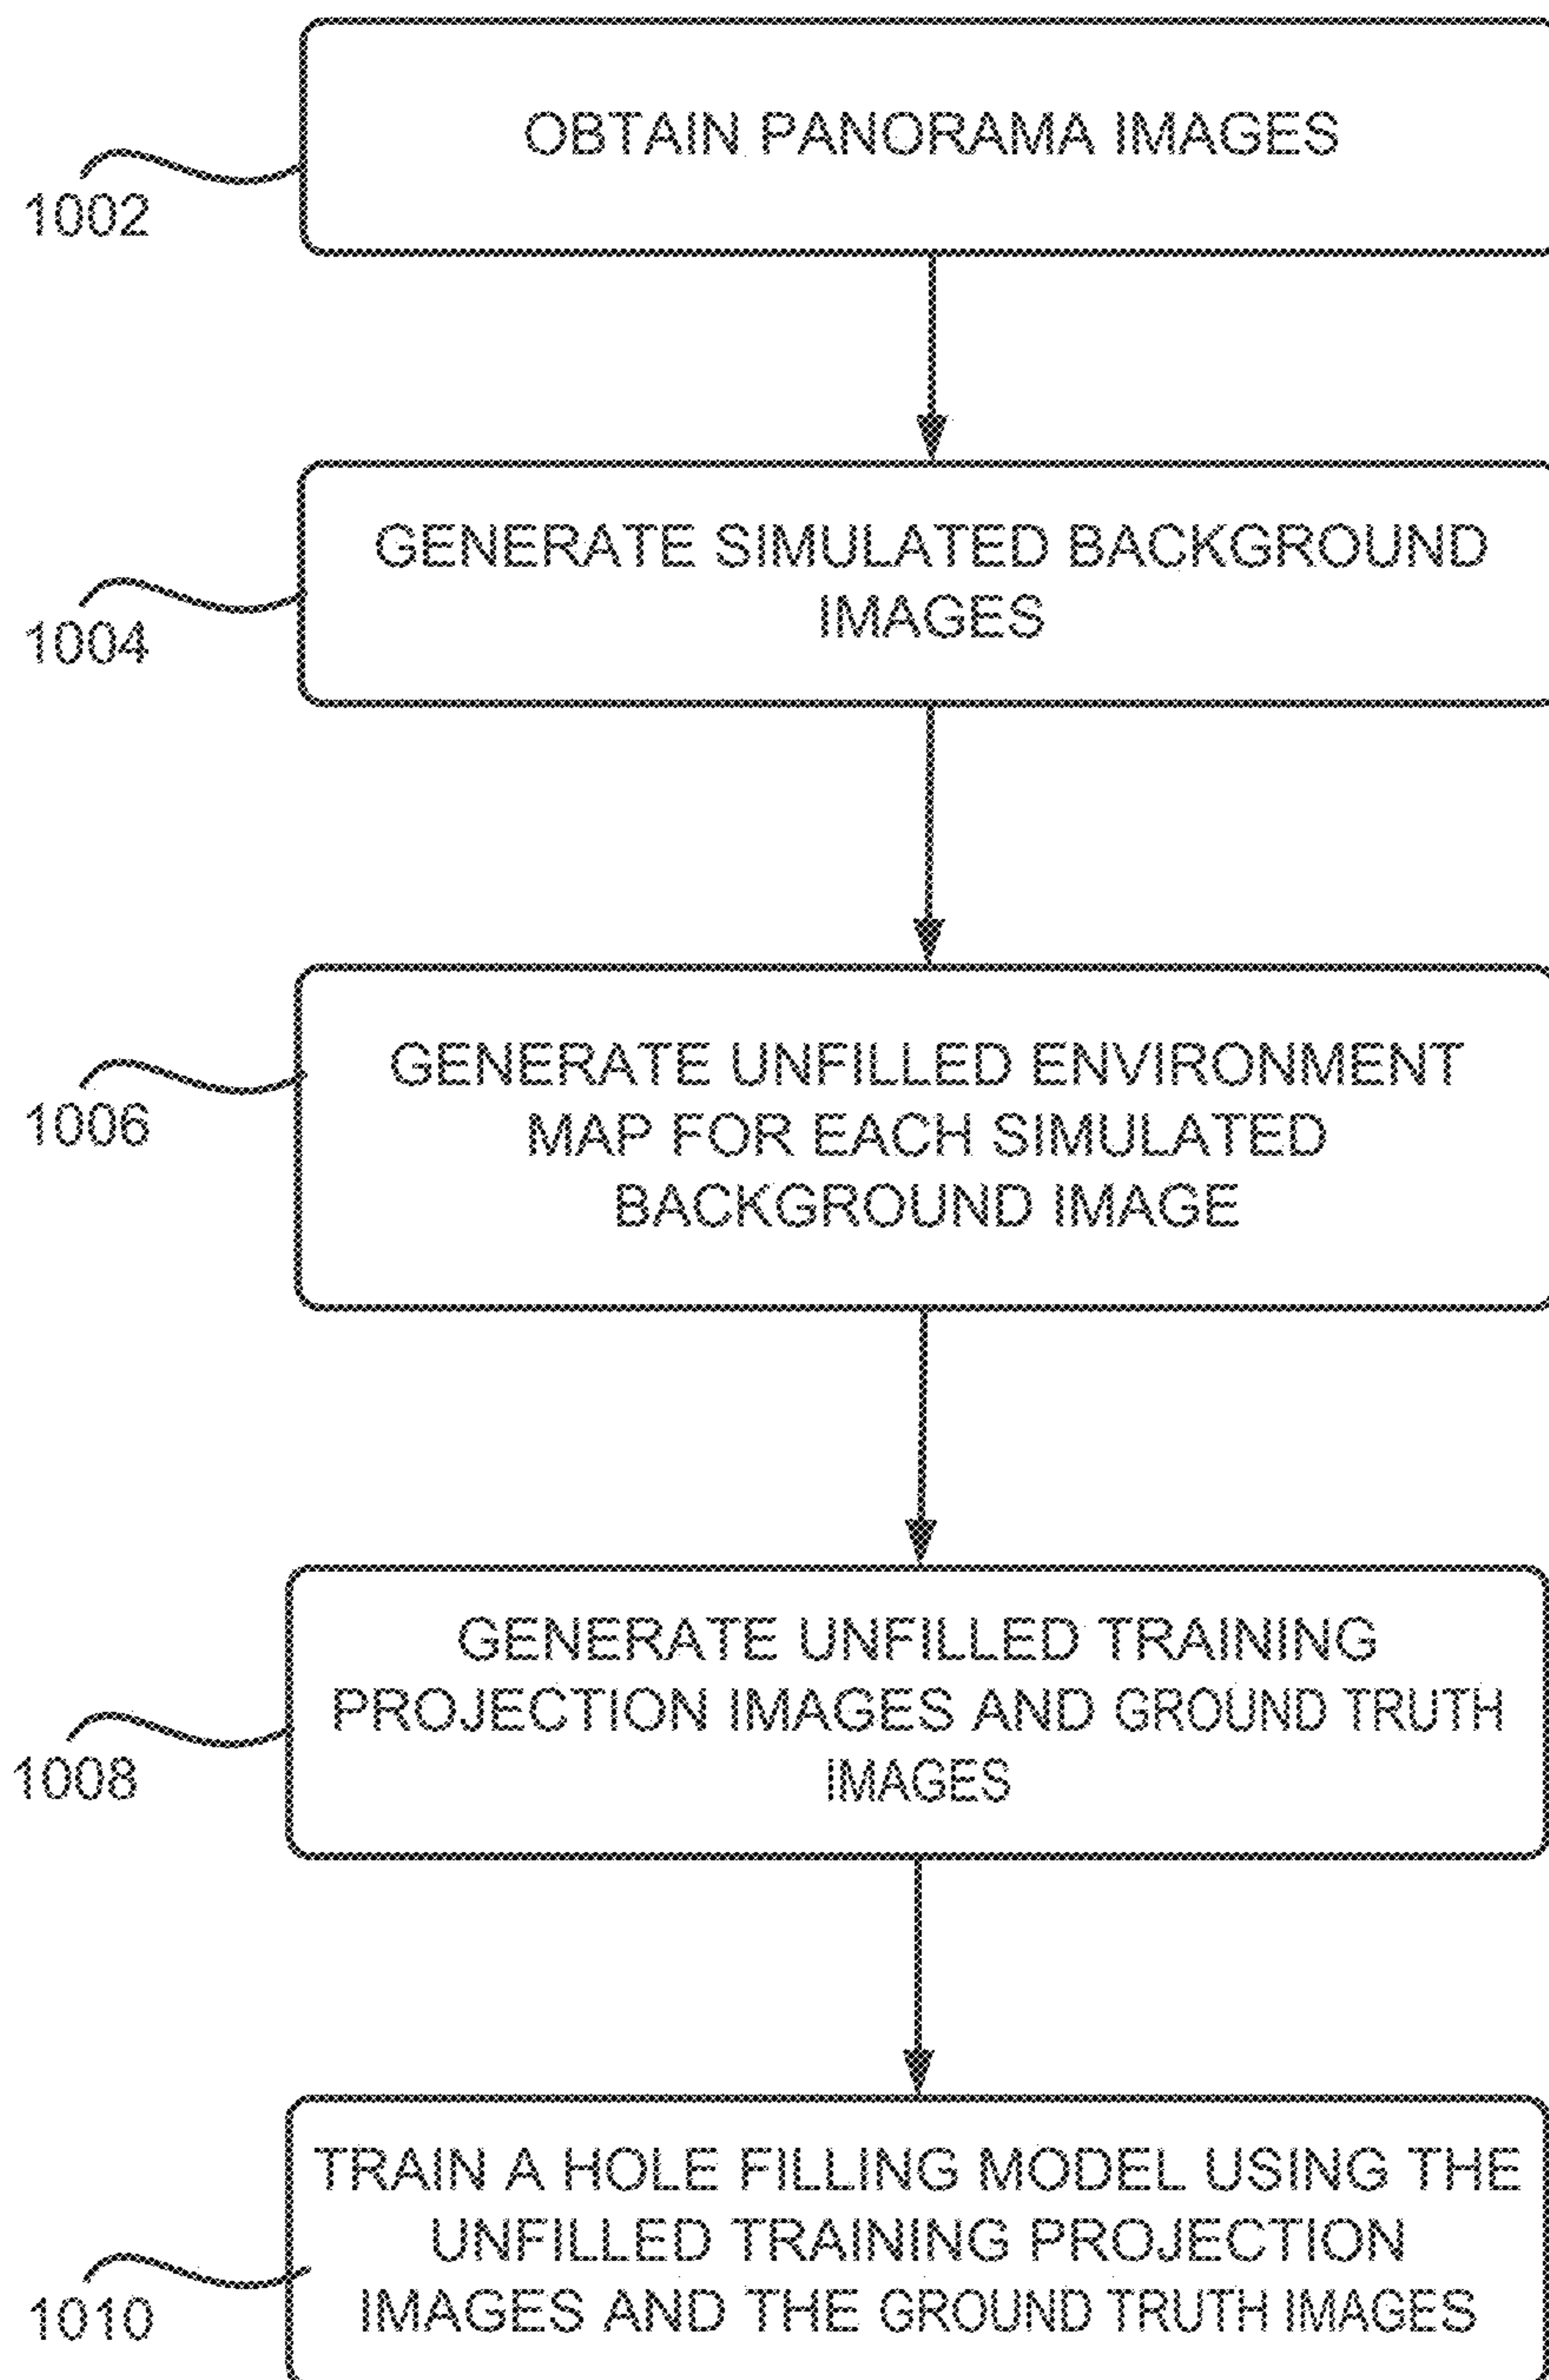 OBTAIN PANORAMA IMAGES
1002
GENERATE SIMULATED BACKGROUND
IMAGES
1004
GENERATE UNFILLED ENVIRONMENT
MAP FOR EACH SIMULATED
BACKGROUND IMAGE
1006
GENERATE UNFILLED TRAINING
PROJECTION IMAGES AND GROUND TRUTH
IMAGES
1008
TRAIN A HOLE FILLING MODEL USING THE
UNFILLED TRAINING PROJECTION
IMAGES AND THE GROUND TRUTH IMAGES
1010